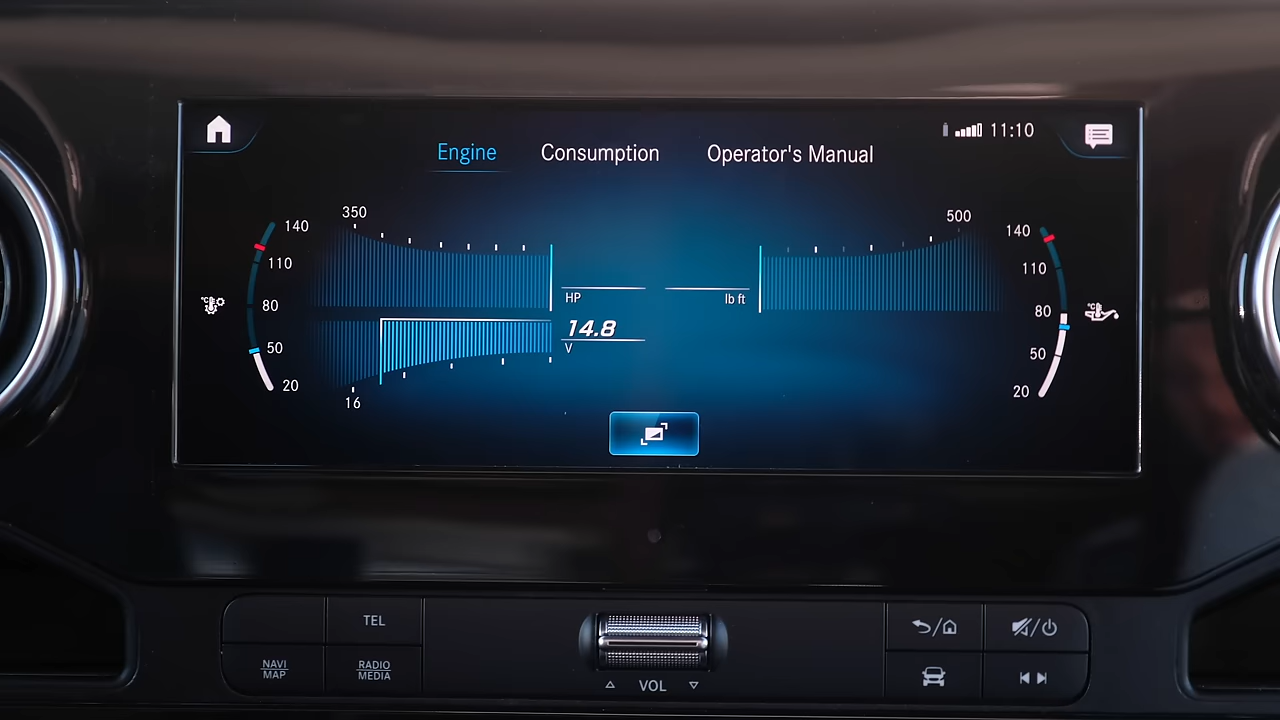 11:10
Engine Consumption Operator's Manual
350 500
140 140
110 110
HP lb ft
80 80
14.8
V
50 50
20 20
16
°C °C
TEL
NAVI
MAP
RADIO
MEDIA
VOL